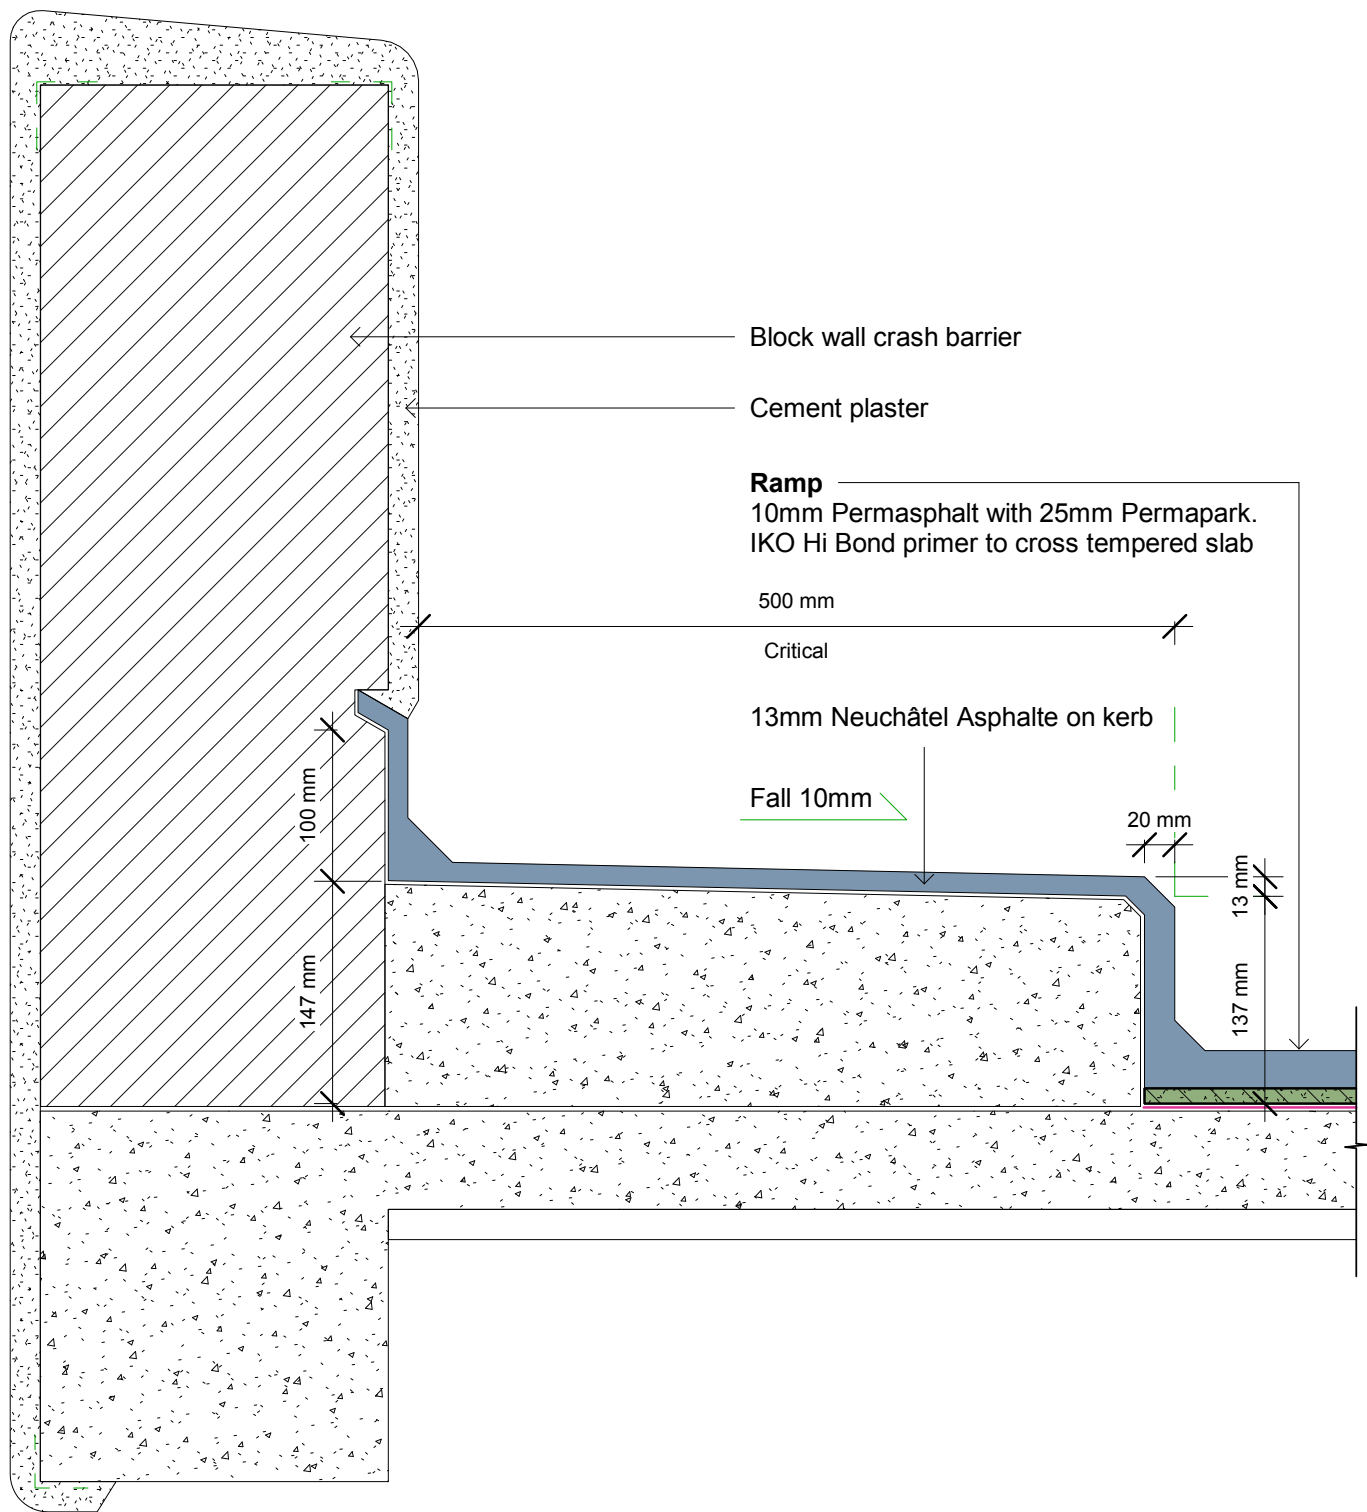 Block wall crash barrier
Cement plaster
Ramp
10mm Permasphalt with 25mm Permapark.
IKO Hi Bond primer to cross tempered slab
500 mm
Critical
13mm Neuchâtel Asphalte on kerb
Fall 10mm
20 mm
100 mm
13 mm
147 mm
137 mm